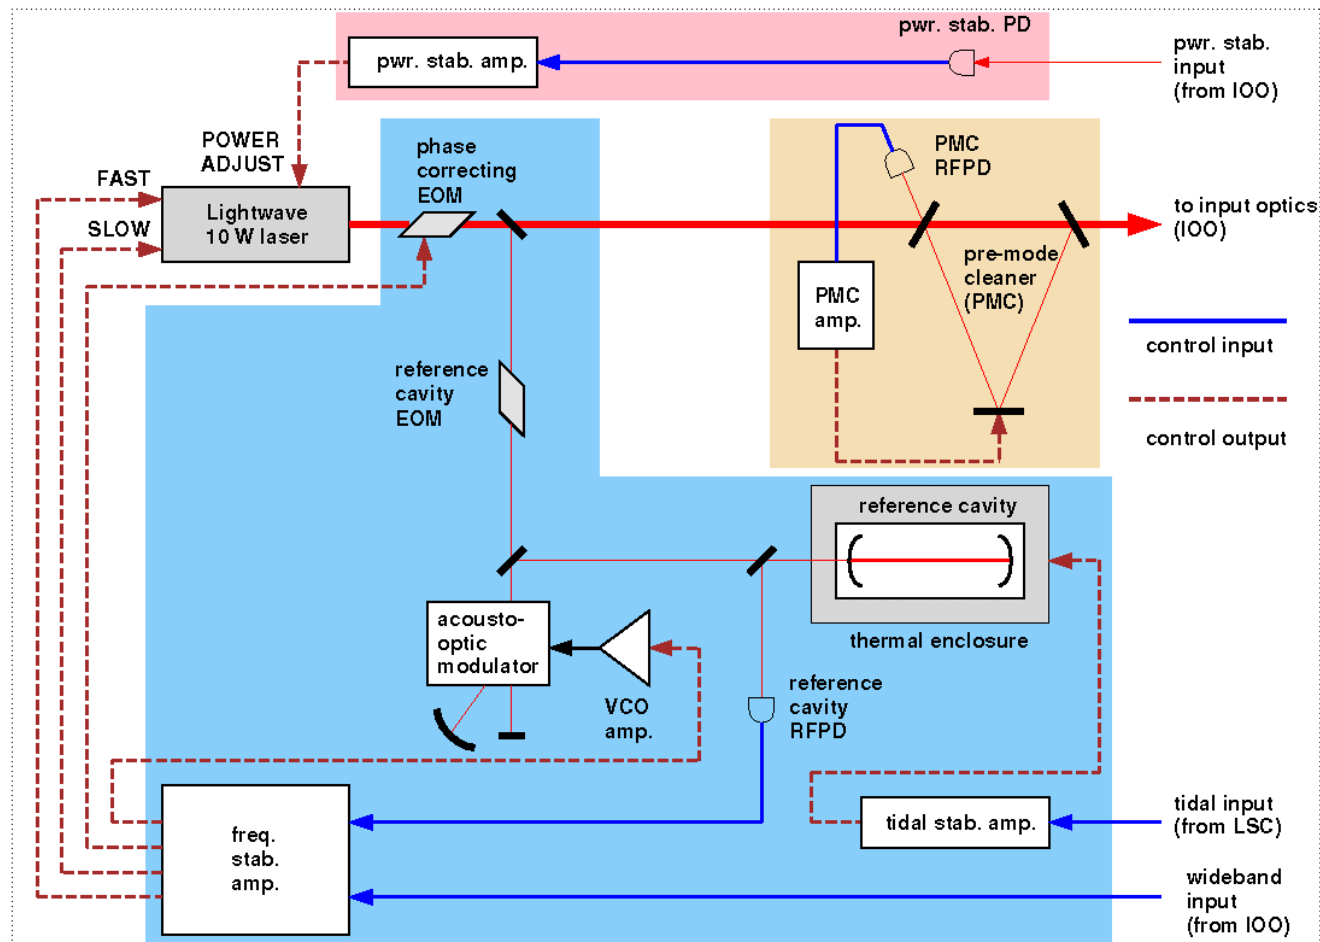 pwr. stab. PD
pwr. stab. amp.
pwr. stab.
input
(from IOO)
POWER
ADJUST
FAST
SLOW
Lightwave
10 W laser
phase
correcting
EOM
PMC
RFPD
to input optics
(IOO)
pre-mode
cleaner
(PMC)
PMC
amp.
control input
control output
reference
cavity
EOM
reference cavity
thermal enclosure
acousto-
optic
modulator
VCO
amp.
reference
cavity
RFPD
freq.
stab.
amp.
tidal stab. amp.
tidal input
(from LSC)
wideband
input
(from IOO)